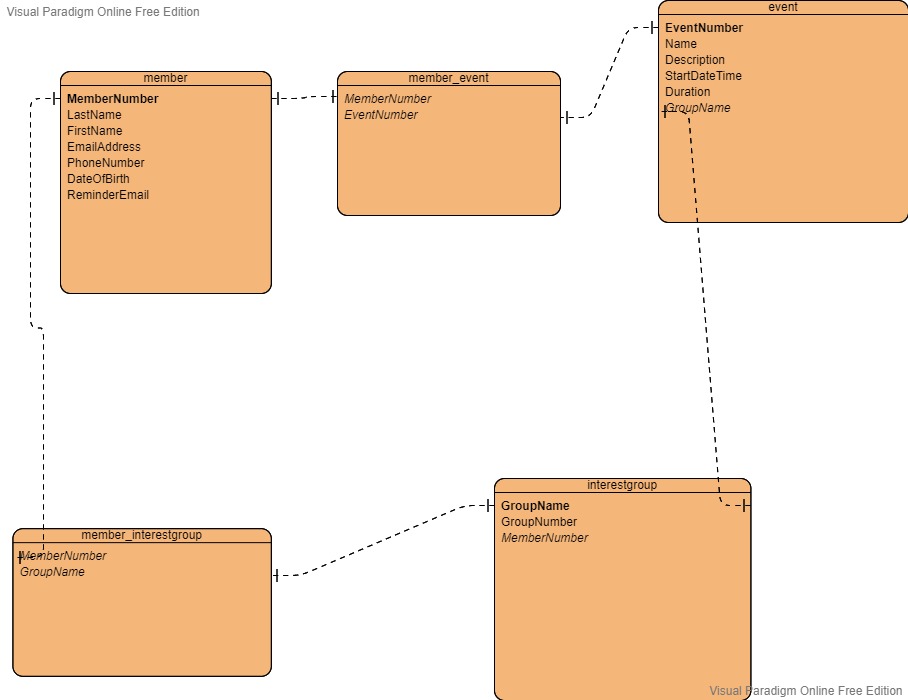 Visual Paradigm Online Free Edition
event
EventNumber
Name
Description
StartDateTime
Duration
GroupName
member
MemberNumber
LastName
FirstName
EmailAddress
PhoneNumber
DateOfBirth
ReminderEmail
member_event
MemberNumber
EventNumber
interestgroup
GroupName
GroupNumber
MemberNumber
member_interestgroup
MemberNumber
GroupName
Visual Paradigm Online Free Edition